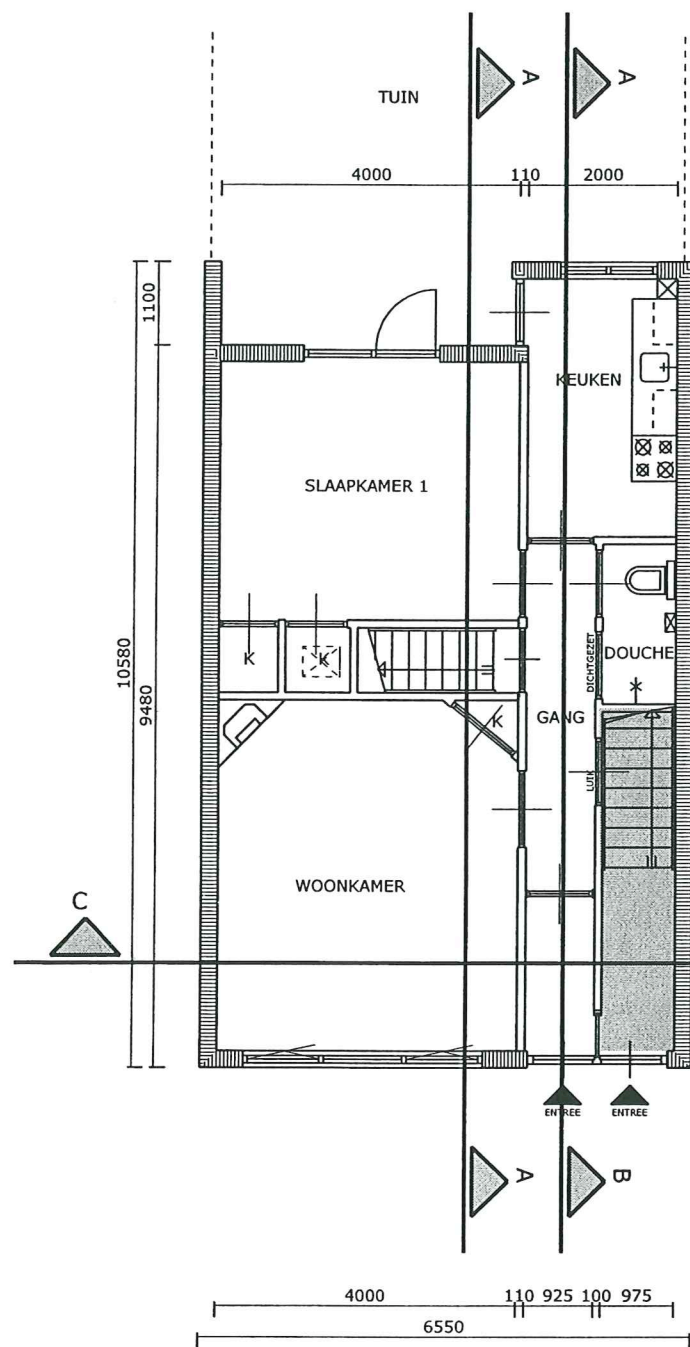 TUIN
A
A
4000 110 2000
1100
KEUKEN
SLAAPKAMER 1
10580
9480
K
K
DICHTGEZET
DOUCHE
K
GANG
LUIK
WOONKAMER
C
ENTREE
ENTREE
A
B
4000 110 925 100 975
6550